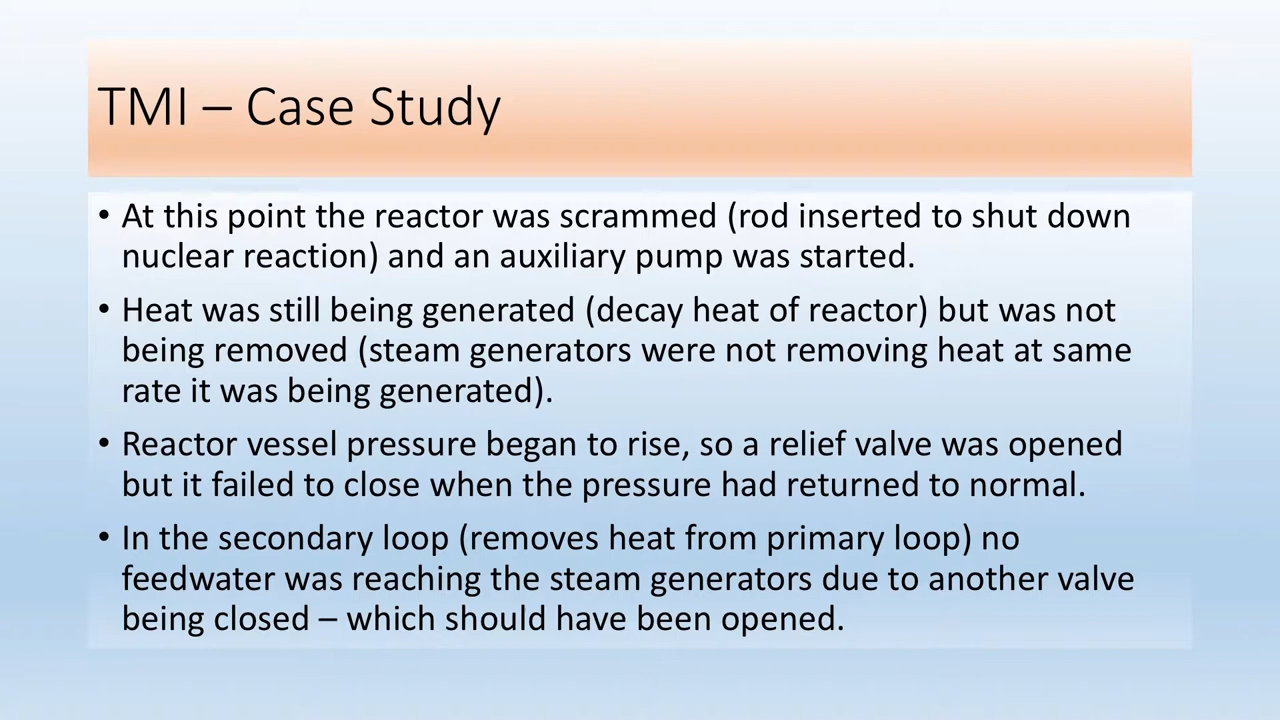 TMI – Case Study
• At this point the reactor was scrammed (rod inserted to shut down
nuclear reaction) and an auxiliary pump was started.
• Heat was still being generated (decay heat of reactor) but was not
being removed (steam generators were not removing heat at same
rate it was being generated).
• Reactor vessel pressure began to rise, so a relief valve was opened
but it failed to close when the pressure had returned to normal.
• In the secondary loop (removes heat from primary loop) no
feedwater was reaching the steam generators due to another valve
being closed – which should have been opened.